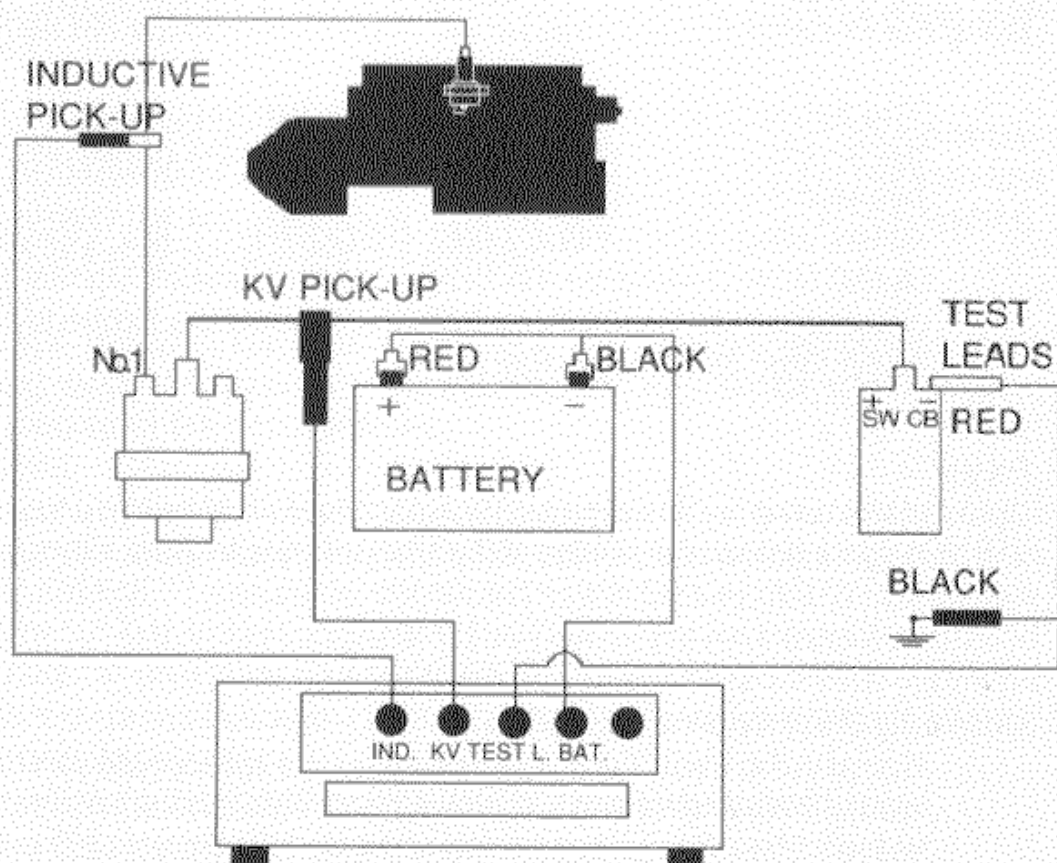 INDUCTIVE
PICK-UP
KV PICK-UP
No.1
RED
BLACK
+
−
BATTERY
TEST
LEADS
+ −
SW CB
RED
BLACK
IND. KV TEST L. BAT.